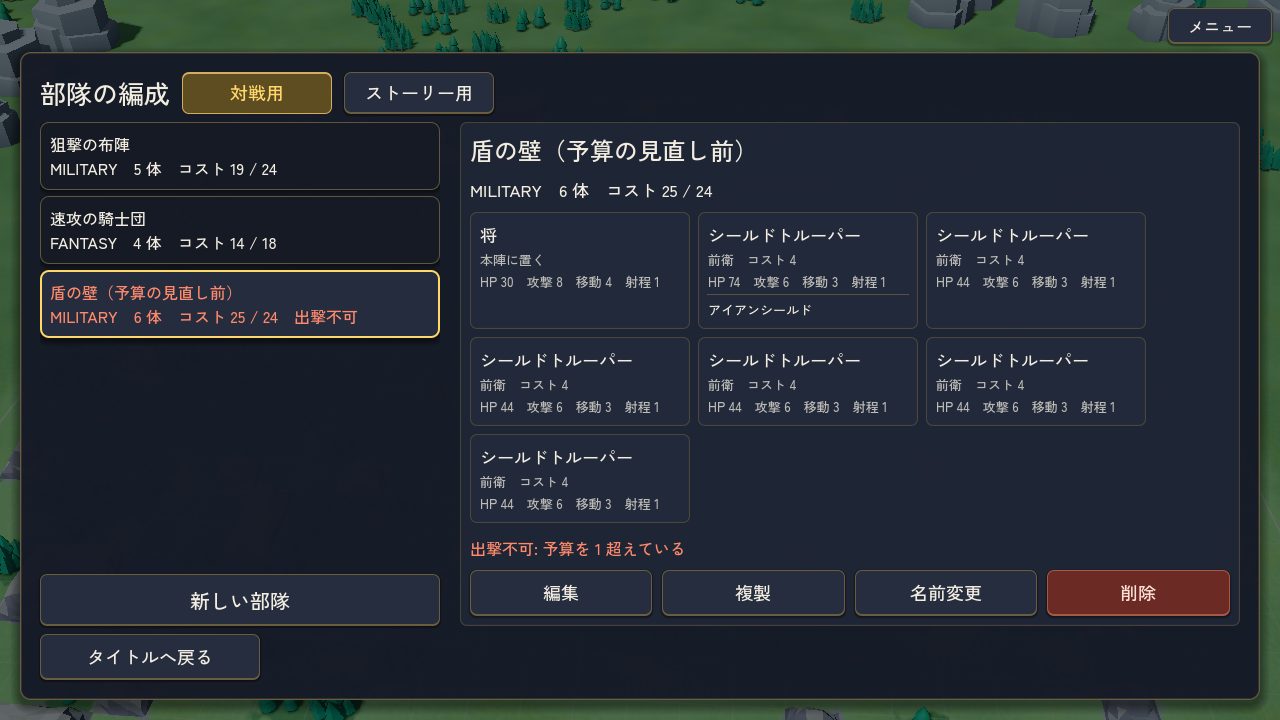 メニュー
部隊の編成
対戦用
ストーリー用
狙撃の布陣
MILITARY 5 体 コスト 19 / 24
速攻の騎士団
FANTASY 4 体 コスト 14 / 18
盾の壁（予算の見直し前）
MILITARY 6 体 コスト 25 / 24 出撃不可
新しい部隊
タイトルへ戻る
盾の壁（予算の見直し前）
MILITARY 6 体 コスト 25 / 24
将
本陣に置く
HP 30 攻撃 8 移動 4 射程 1
シールドトルーパー
前衛 コスト 4
HP 74 攻撃 6 移動 3 射程 1
アイアンシールド
シールドトルーパー
前衛 コスト 4
HP 44 攻撃 6 移動 3 射程 1
シールドトルーパー
前衛 コスト 4
HP 44 攻撃 6 移動 3 射程 1
シールドトルーパー
前衛 コスト 4
HP 44 攻撃 6 移動 3 射程 1
シールドトルーパー
前衛 コスト 4
HP 44 攻撃 6 移動 3 射程 1
シールドトルーパー
前衛 コスト 4
HP 44 攻撃 6 移動 3 射程 1
出撃不可: 予算を 1 超えている
編集
複製
名前変更
削除